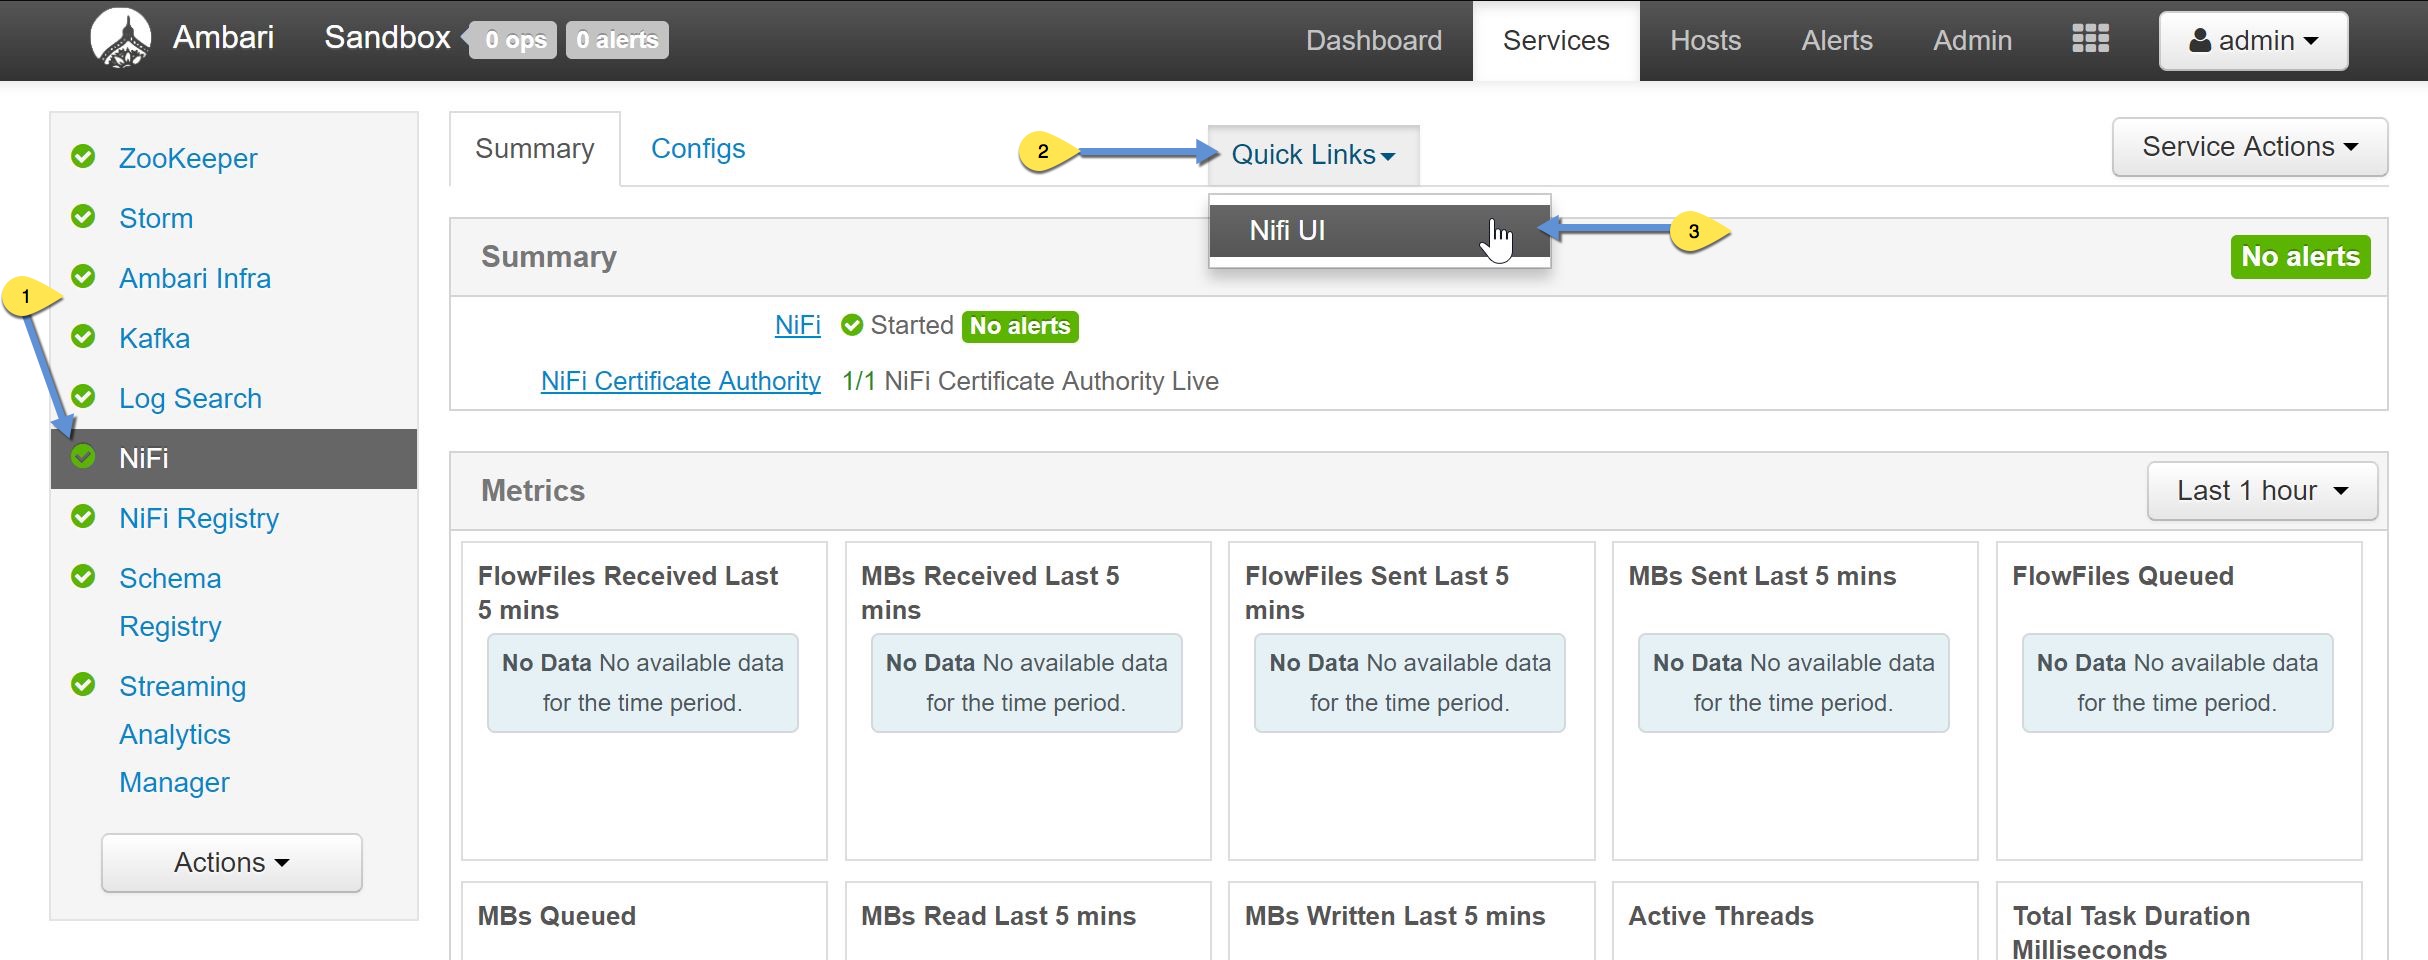 Ambari Sandbox 0 ops 0 alerts Dashboard Services Hosts Alerts Admin admin
ZooKeeper
Storm
Ambari Infra
1
Kafka
Log Search
NiFi
NiFi Registry
Schema
Registry
Streaming
Analytics
Manager
Actions
Summary Configs 2 Quick Links Service Actions
Nifi UI 3
Summary No alerts
NiFi Started No alerts
NiFi Certificate Authority 1/1 NiFi Certificate Authority Live
Metrics Last 1 hour
FlowFiles Received Last
5 mins
No Data No available data
for the time period.
MBs Received Last 5
mins
No Data No available data
for the time period.
FlowFiles Sent Last 5
mins
No Data No available data
for the time period.
MBs Sent Last 5 mins
No Data No available data
for the time period.
FlowFiles Queued
No Data No available data
for the time period.
MBs Queued
MBs Read Last 5 mins
MBs Written Last 5 mins
Active Threads
Total Task Duration
Milliseconds